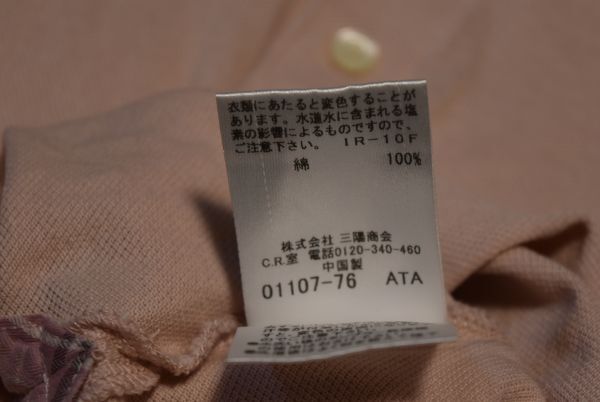 衣類にあたると変色することが
あります。水道水に含まれる塩
素の影響によるものですので、
ご注意下さい。 IR-10F
綿 100%
株式会社 三陽商会
C.R.室 電話0120-340-460
中国製
01107-76 ATA